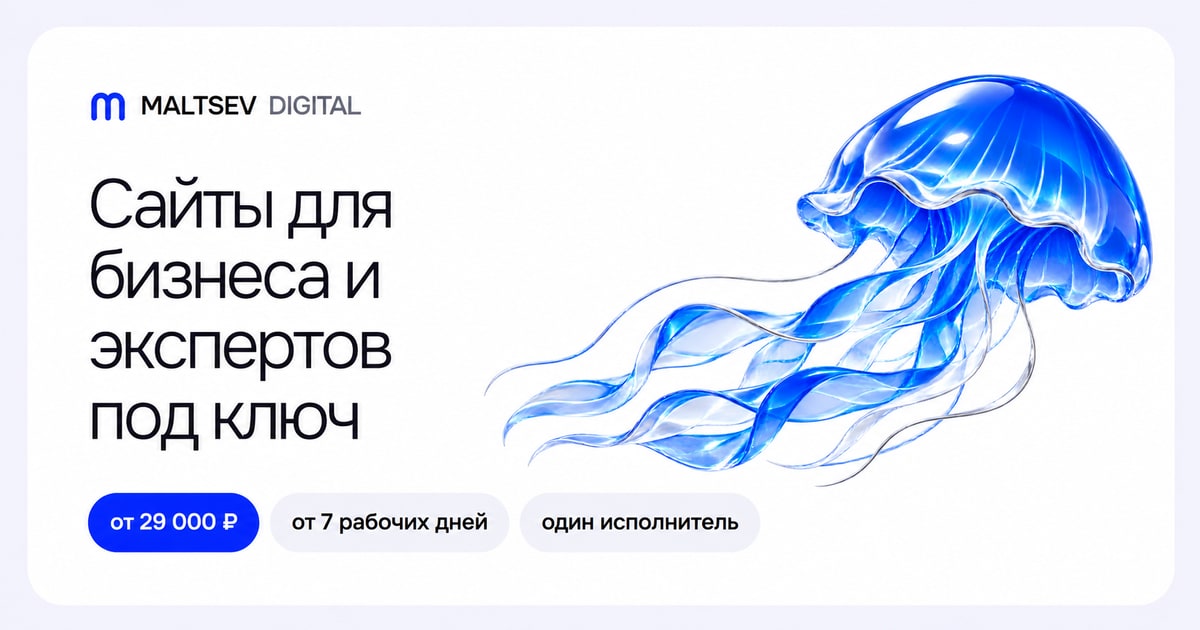 m MALTSEV DIGITAL
Сайты для
бизнеса и
экспертов
под ключ
от 29 000 ₽
от 7 рабочих дней
один исполнитель